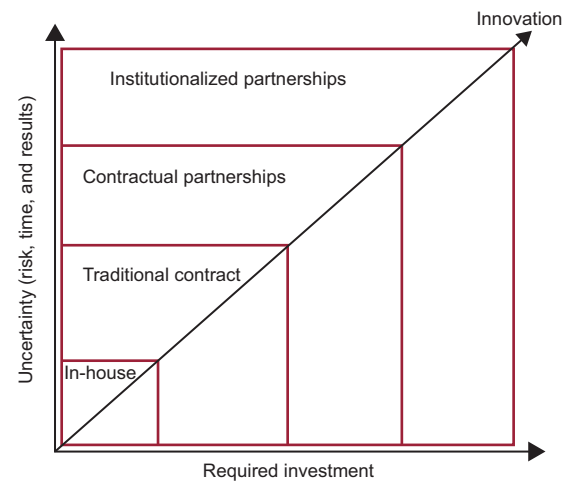 Innovation
Institutionalized partnerships
Contractual partnerships
Traditional contract
In-house
Uncertainty (risk, time, and results)
Required investment